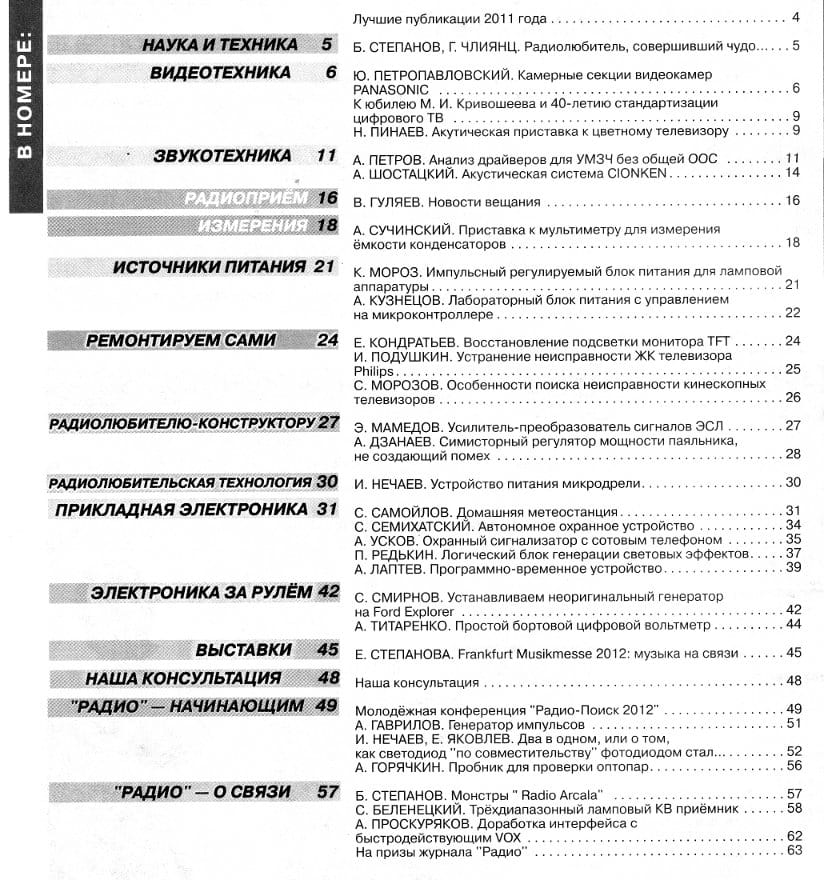 В НОМЕРЕ:
Лучшие публикации 2011 года . . . . . . . . . . . . . . . . . . . . . . . . . . . . . . . . 4
НАУКА И ТЕХНИКА 5
Б. СТЕПАНОВ, Г. ЧЛИЯНЦ. Радиолюбитель, совершивший чудо... . . . . 5
ВИДЕОТЕХНИКА 6
Ю. ПЕТРОПАВЛОВСКИЙ. Камерные секции видеокамер
PANASONIC . . . . . . . . . . . . . . . . . . . . . . . . . . . . . . . . . . . . . . . . . . . . . 6
К юбилею М. И. Кривошеева и 40-летию стандартизации
цифрового ТВ . . . . . . . . . . . . . . . . . . . . . . . . . . . . . . . . . . . . . . . . . . . 9
Н. ПИНАЕВ. Акутическая приставка к цветному телевизору . . . . . . . . 9
ЗВУКОТЕХНИКА 11
А. ПЕТРОВ. Анализ драйверов для УМЗЧ без общей ООС . . . . . . . . 11
А. ШОСТАЦКИЙ. Акустическая система CIONKEN . . . . . . . . . . . . . . . 14
РАДИОПРИЁМ 16
В. ГУЛЯЕВ. Новости вещания . . . . . . . . . . . . . . . . . . . . . . . . . . . . . . . 16
ИЗМЕРЕНИЯ 18
А. СУЧИНСКИЙ. Приставка к мультиметру для измерения
ёмкости конденсаторов . . . . . . . . . . . . . . . . . . . . . . . . . . . . . . . . . . . 18
ИСТОЧНИКИ ПИТАНИЯ 21
К. МОРОЗ. Импульсный регулируемый блок питания для ламповой
аппаратуры . . . . . . . . . . . . . . . . . . . . . . . . . . . . . . . . . . . . . . . . . . . . . 21
А. КУЗНЕЦОВ. Лабораторный блок питания с управлением
на микроконтроллере . . . . . . . . . . . . . . . . . . . . . . . . . . . . . . . . . . . . . 22
РЕМОНТИРУЕМ САМИ 24
Е. КОНДРАТЬЕВ. Восстановление подсветки монитора TFT . . . . . . . 24
И. ПОДУШКИН. Устранение неисправности ЖК телевизора
Philips . . . . . . . . . . . . . . . . . . . . . . . . . . . . . . . . . . . . . . . . . . . . . . . . . . 25
С. МОРОЗОВ. Особенности поиска неисправности кинескопных
телевизоров . . . . . . . . . . . . . . . . . . . . . . . . . . . . . . . . . . . . . . . . . . . . 26
РАДИОЛЮБИТЕЛЮ-КОНСТРУКТОРУ 27
Э. МАМЕДОВ. Усилитель-преобразователь сигналов ЭСЛ . . . . . . . . 27
А. ДЗАНАЕВ. Симисторный регулятор мощности паяльника,
не создающий помех . . . . . . . . . . . . . . . . . . . . . . . . . . . . . . . . . . . . . 28
РАДИОЛЮБИТЕЛЬСКАЯ ТЕХНОЛОГИЯ 30
И. НЕЧАЕВ. Устройство питания микродрели . . . . . . . . . . . . . . . . . . . 30
ПРИКЛАДНАЯ ЭЛЕКТРОНИКА 31
С. САМОЙЛОВ. Домашняя метеостанция . . . . . . . . . . . . . . . . . . . . . . 31
С. СЕМИХАТСКИЙ. Автономное охранное устройство . . . . . . . . . . . . 34
А. УСКОВ. Охранный сигнализатор с сотовым телефоном . . . . . . . . 35
П. РЕДЬКИН. Логический блок генерации световых эффектов . . . . . 37
А. ЛАПТЕВ. Программно-временное устройство . . . . . . . . . . . . . . . . 39
ЭЛЕКТРОНИКА ЗА РУЛЁМ 42
С. СМИРНОВ. Устанавливаем неоригинальный генератор
на Ford Explorer . . . . . . . . . . . . . . . . . . . . . . . . . . . . . . . . . . . . . . . . . . 42
А. ТИТАРЕНКО. Простой бортовой цифровой вольтметр . . . . . . . . . . 44
ВЫСТАВКИ 45
Е. СТЕПАНОВА. Frankfurt Musikmesse 2012: музыка на связи . . . . . . 45
НАША КОНСУЛЬТАЦИЯ 48
Наша консультация . . . . . . . . . . . . . . . . . . . . . . . . . . . . . . . . . . . . . . . 48
"РАДИО" — НАЧИНАЮЩИМ 49
Молодёжная конференция "Радио-Поиск 2012" . . . . . . . . . . . . . . . . . 49
А. ГАВРИЛОВ. Генератор импульсов . . . . . . . . . . . . . . . . . . . . . . . . . . 51
И. НЕЧАЕВ, Е. ЯКОВЛЕВ. Два в одном, или о том,
как светодиод "по совместительству" фотодиодом стал... . . . . . . . . 52
А. ГОРЯЧКИН. Пробник для проверки оптопар . . . . . . . . . . . . . . . . . . 56
"РАДИО" — О СВЯЗИ 57
Б. СТЕПАНОВ. Монстры " Radio Arcala" . . . . . . . . . . . . . . . . . . . . . . . 57
С. БЕЛЕНЕЦКИЙ. Трёхдиапазонный ламповый КВ приёмник . . . . . . 58
А. ПРОСКУРЯКОВ. Доработка интерфейса с
быстродействующим VOX . . . . . . . . . . . . . . . . . . . . . . . . . . . . . . . . . 62
На призы журнала "Радио" . . . . . . . . . . . . . . . . . . . . . . . . . . . . . . . . . 63